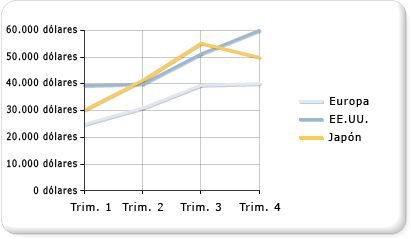 60.000 dólares
50.000 dólares
40.000 dólares
30.000 dólares
20.000 dólares
10.000 dólares
0 dólares
Trim. 1 Trim. 2 Trim. 3 Trim. 4
Europa
EE.UU.
Japón